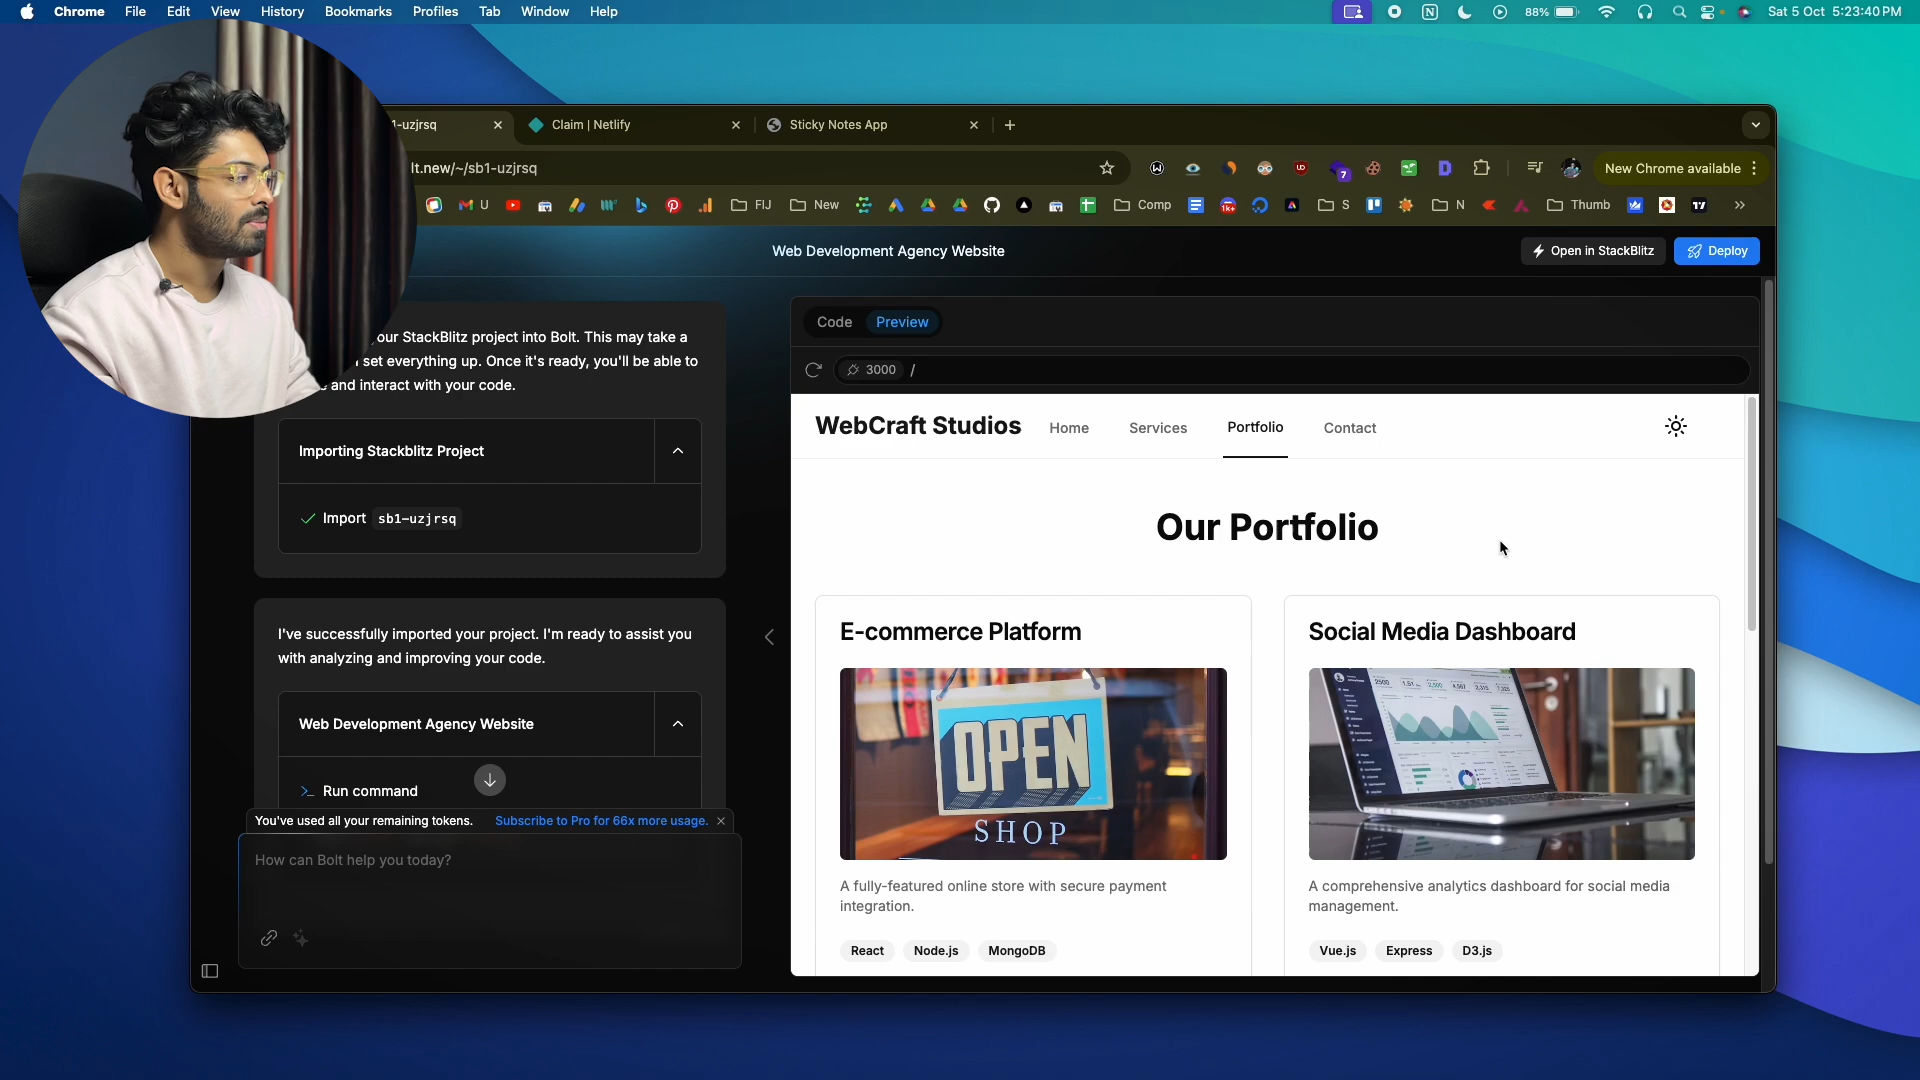 Chrome File Edit View History Bookmarks Profiles Tab Window Help
88% Sat 5 Oct 5:23:40 PM
1-uzjrsq
Claim | Netlify
Sticky Notes App
lt.new/~/sb1-uzjrsq
7
New Chrome available
U
FIJ
New
Comp
1k+
S
N
Thumb
Web Development Agency Website
Open in StackBlitz
Deploy
our StackBlitz project into Bolt. This may take a
set everything up. Once it's ready, you'll be able to
and interact with your code.
Importing Stackblitz Project
Import sb1-uzjrsq
I've successfully imported your project. I'm ready to assist you
with analyzing and improving your code.
Web Development Agency Website
Run command
You've used all your remaining tokens. Subscribe to Pro for 66x more usage.
How can Bolt help you today?
Code Preview
3000 /
WebCraft Studios
Home Services Portfolio Contact
Our Portfolio
E-commerce Platform
OPEN
SHOP
A fully-featured online store with secure payment
integration.
React Node.js MongoDB
Social Media Dashboard
A comprehensive analytics dashboard for social media
management.
Vue.js Express D3.js